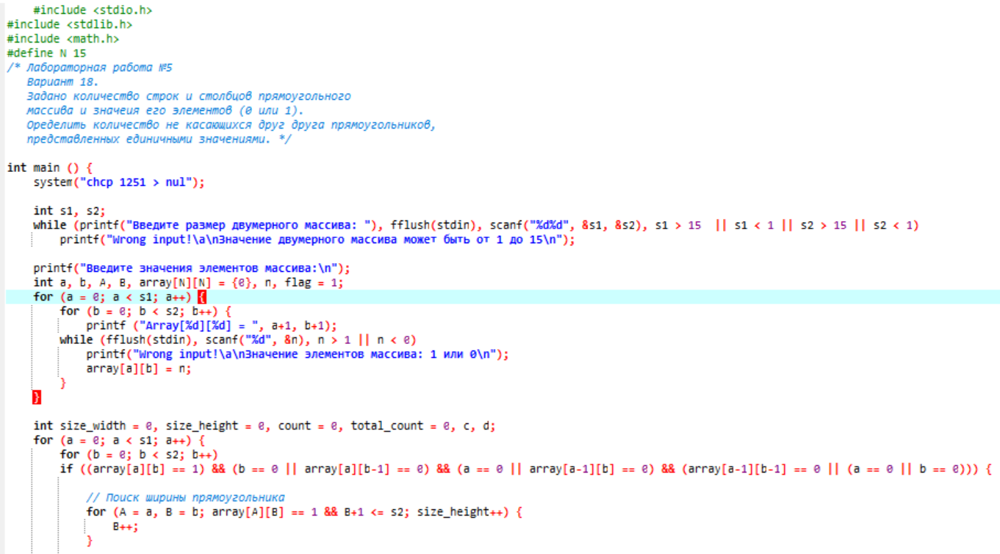 #include <stdio.h>
#include <stdlib.h>
#include <math.h>
#define N 15
/* Лабораторная работа №5
Вариант 18.
Задано количество строк и столбцов прямоугольного
массива и значеия его элементов (0 или 1).
Оределить количество не касающихся друг друга прямоугольников,
представленных единичными значениями. */
int main () {
system("chcp 1251 > nul");
int s1, s2;
while (printf("Введите размер двумерного массива: "), fflush(stdin), scanf("%d%d", &s1, &s2), s1 > 15  || s1 < 1 || s2 > 15 || s2 < 1)
printf("Wrong input!\a\nЗначение двумерного массива может быть от 1 до 15\n");
printf("Введите значения элементов массива:\n");
int a, b, A, B, array[N][N] = {0}, n, flag = 1;
for (a = 0; a < s1; a++) {
for (b = 0; b < s2; b++) {
printf ("Array[%d][%d] = ", a+1, b+1);
while (fflush(stdin), scanf("%d", &n), n > 1 || n < 0)
printf("Wrong input!\a\nЗначение элементов массива: 1 или 0\n");
array[a][b] = n;
}
}
int size_width = 0, size_height = 0, count = 0, total_count = 0, c, d;
for (a = 0; a < s1; a++) {
for (b = 0; b < s2; b++)
if ((array[a][b] == 1) && (b == 0 || array[a][b-1] == 0) && (a == 0 || array[a-1][b] == 0) && (array[a-1][b-1] == 0 || (a == 0 || b == 0))) {
// Поиск ширины прямоугольника
for (A = a, B = b; array[A][B] == 1 && B+1 <= s2; size_height++) {
B++;
}